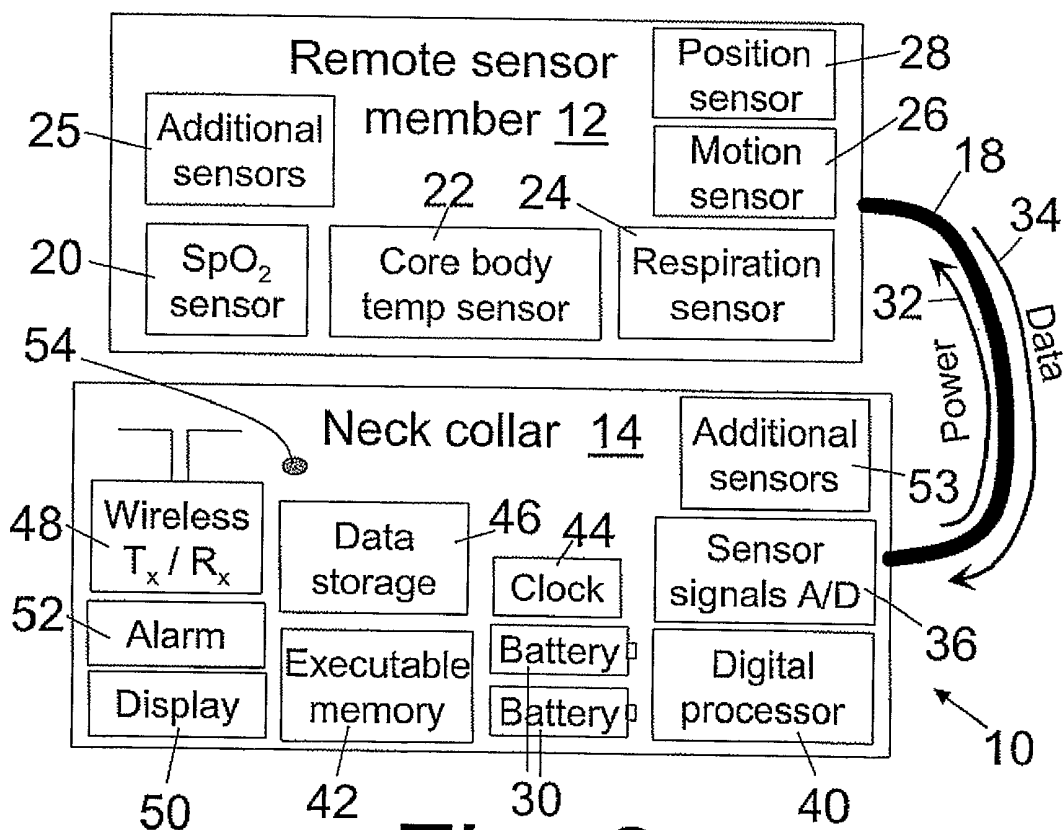 Remote sensor
member 12
Position
sensor
28
25
Additional
sensors
Motion
sensor
26
18
34
22
24
20
SpO₂
sensor
Core body
temp sensor
Respiration
sensor
32
Power
Data
54
Neck collar 14
Additional
sensors
53
48
Wireless
Tₓ / Rₓ
46
Data
storage
44
Clock
Sensor
signals A/D
36
52
Alarm
Executable
memory
Battery
Battery
Digital
processor
Display
10
50
42
30
40